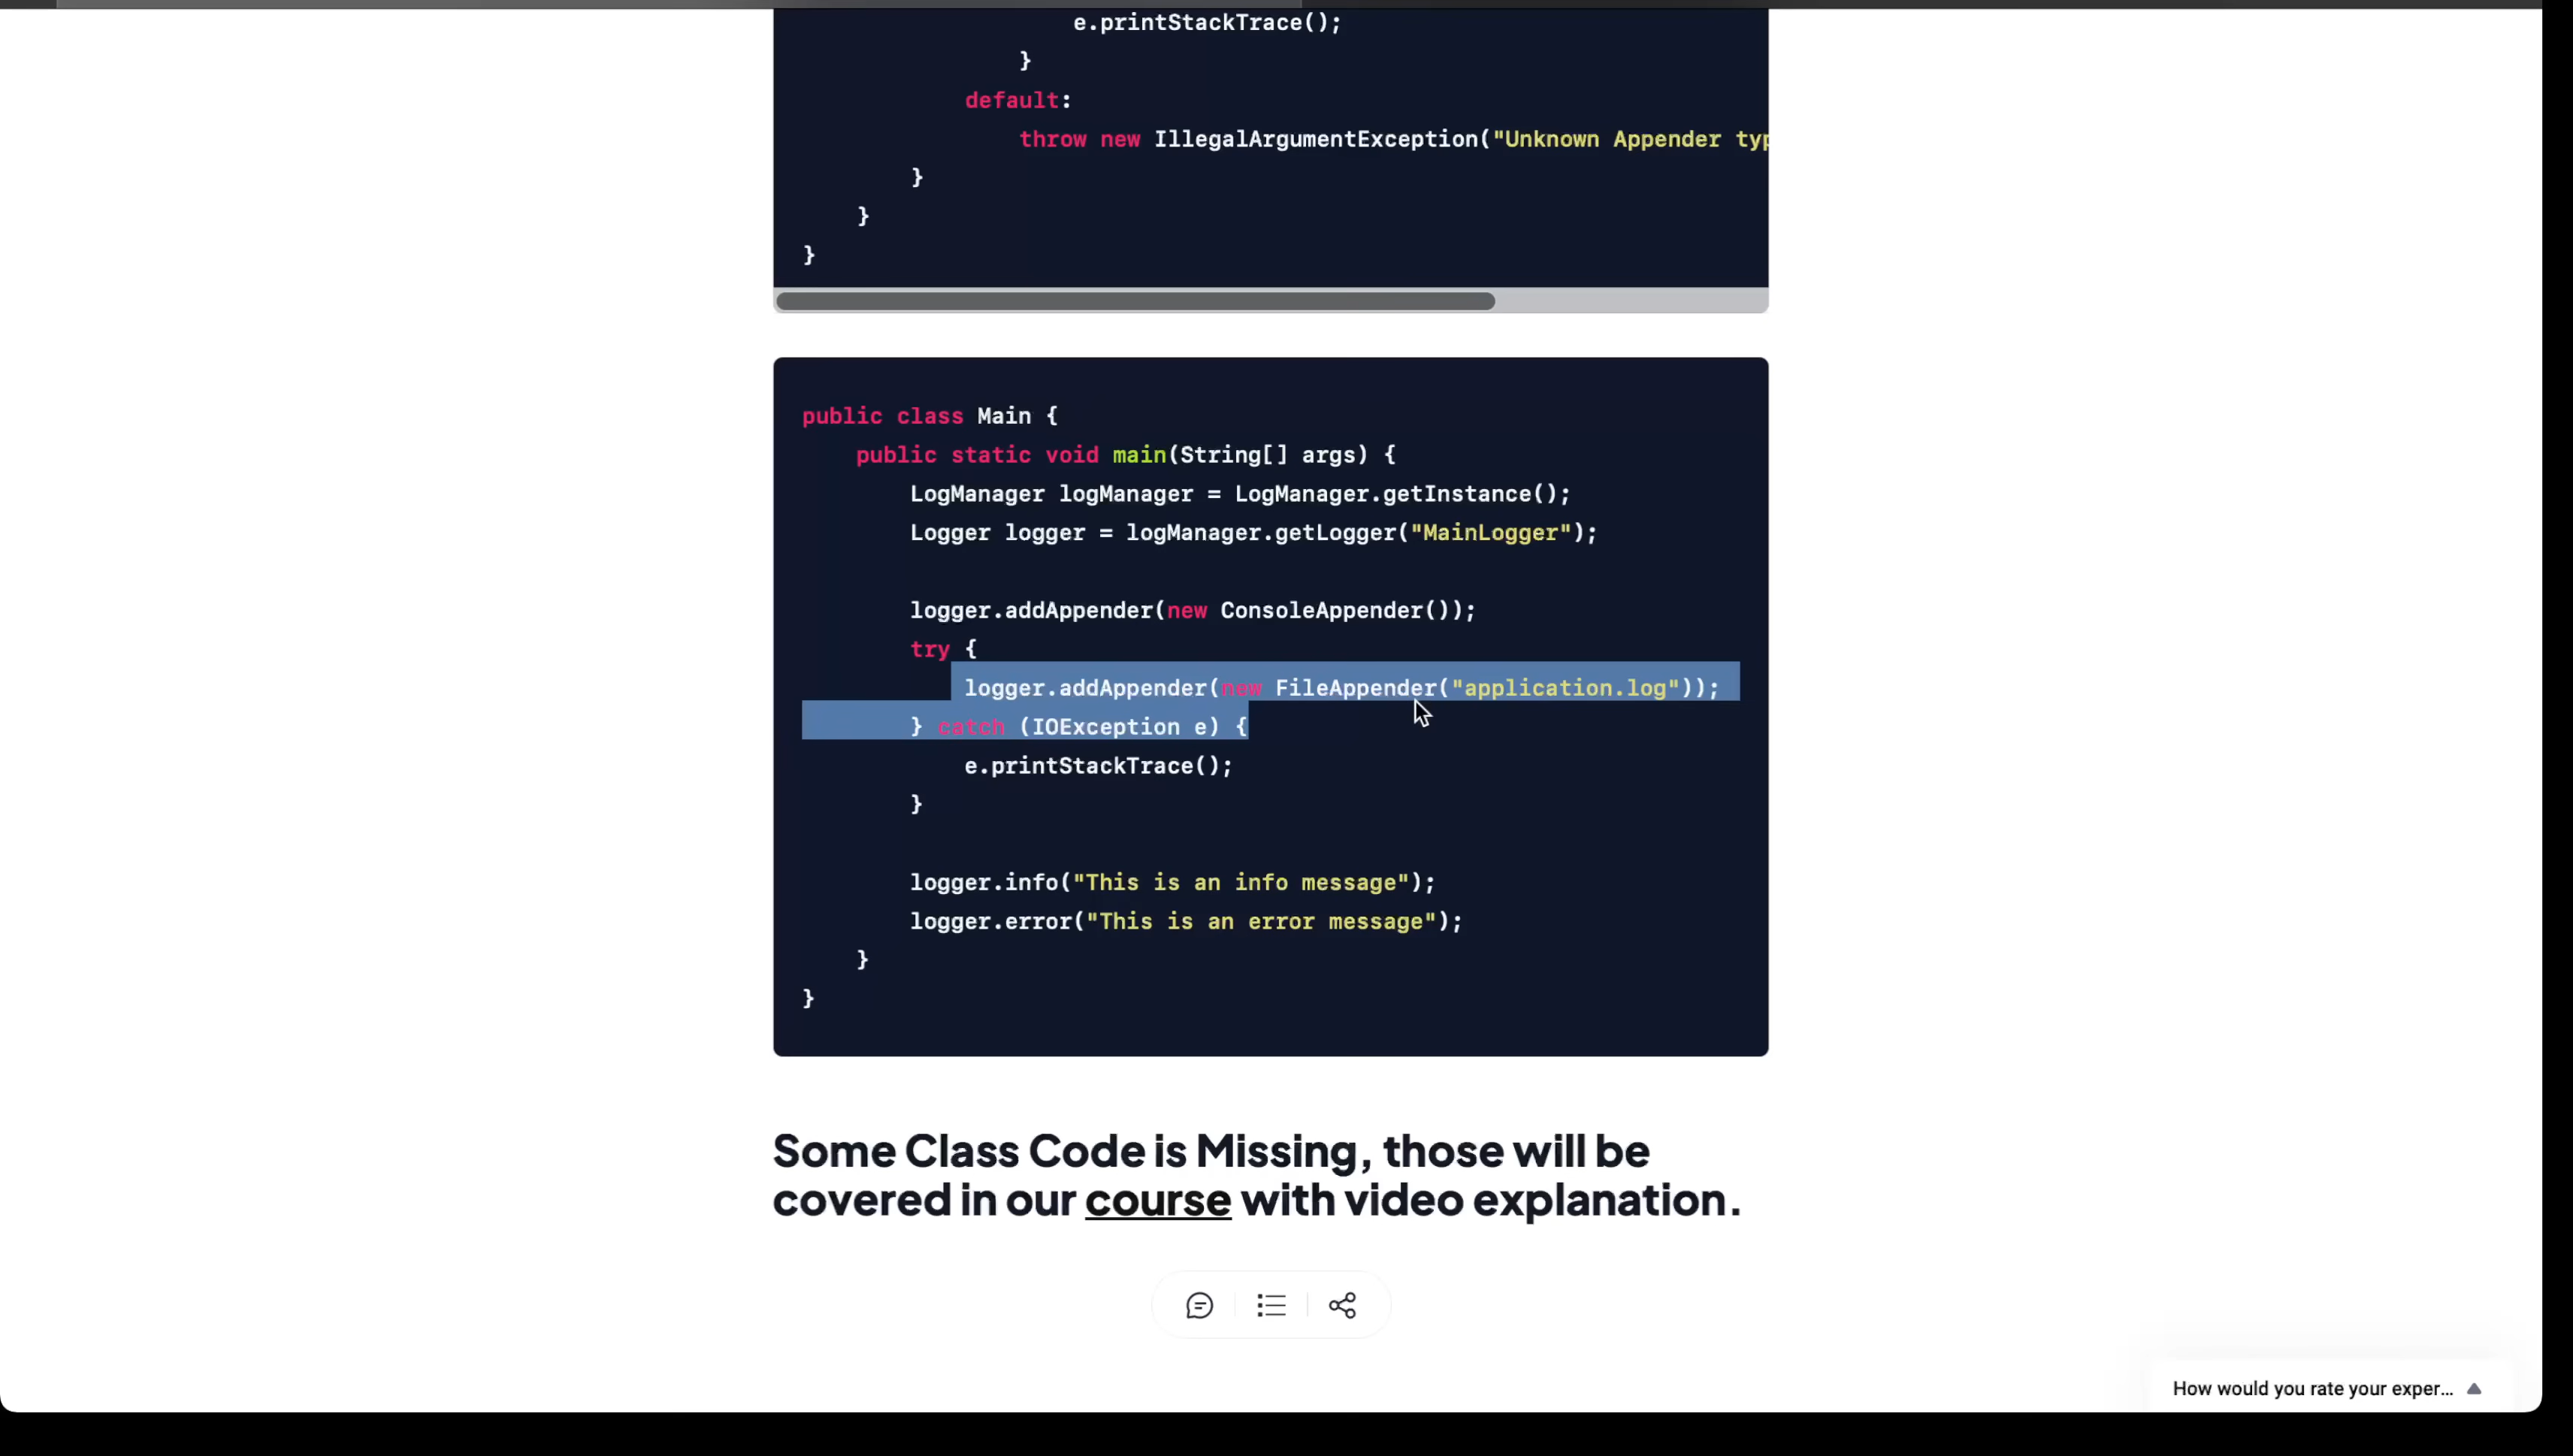 e.printStackTrace();
}
default:
throw new IllegalArgumentException("Unknown Appender typ
}
}
}
public class Main {
public static void main(String[] args) {
LogManager logManager = LogManager.getInstance();
Logger logger = logManager.getLogger("MainLogger");
logger.addAppender(new ConsoleAppender());
try {
logger.addAppender(new FileAppender("application.log"));
} catch (IOException e) {
e.printStackTrace();
}
logger.info("This is an info message");
logger.error("This is an error message");
}
}
Some Class Code is Missing, those will be
covered in our course with video explanation.
How would you rate your exper...